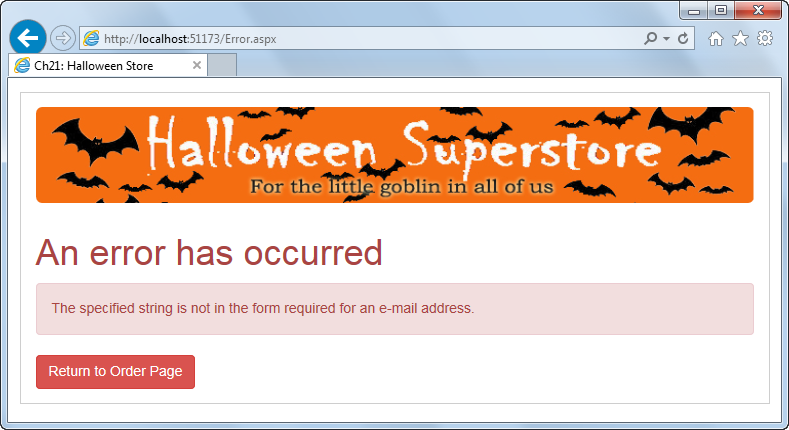 http://localhost:51173/Error.aspx
Ch21: Halloween Store
Halloween Superstore
For the little goblin in all of us
An error has occurred
The specified string is not in the form required for an e-mail address.
Return to Order Page